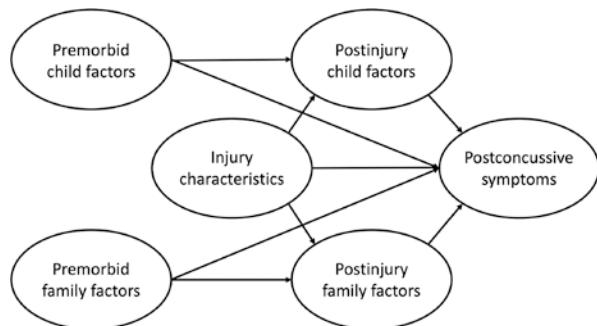 Premorbid
child factors
Postinjury
child factors
Injury
characteristics
Postconcussive
symptoms
Premorbid
family factors
Postinjury
family factors